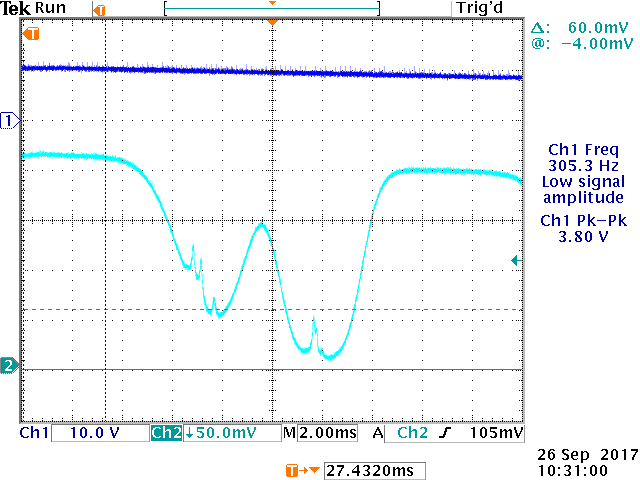 Tek Run Trig'd
T
T
Δ: 60.0mV
@: −4.00mV
1
Ch1 Freq
305.3 Hz
Low signal
amplitude
Ch1 Pk−Pk
3.80 V
2
Ch1 10.0 V Ch2 ↓50.0mV M 2.00ms A Ch2 105mV
T→▼ 27.4320ms
26 Sep 2017
10:31:00